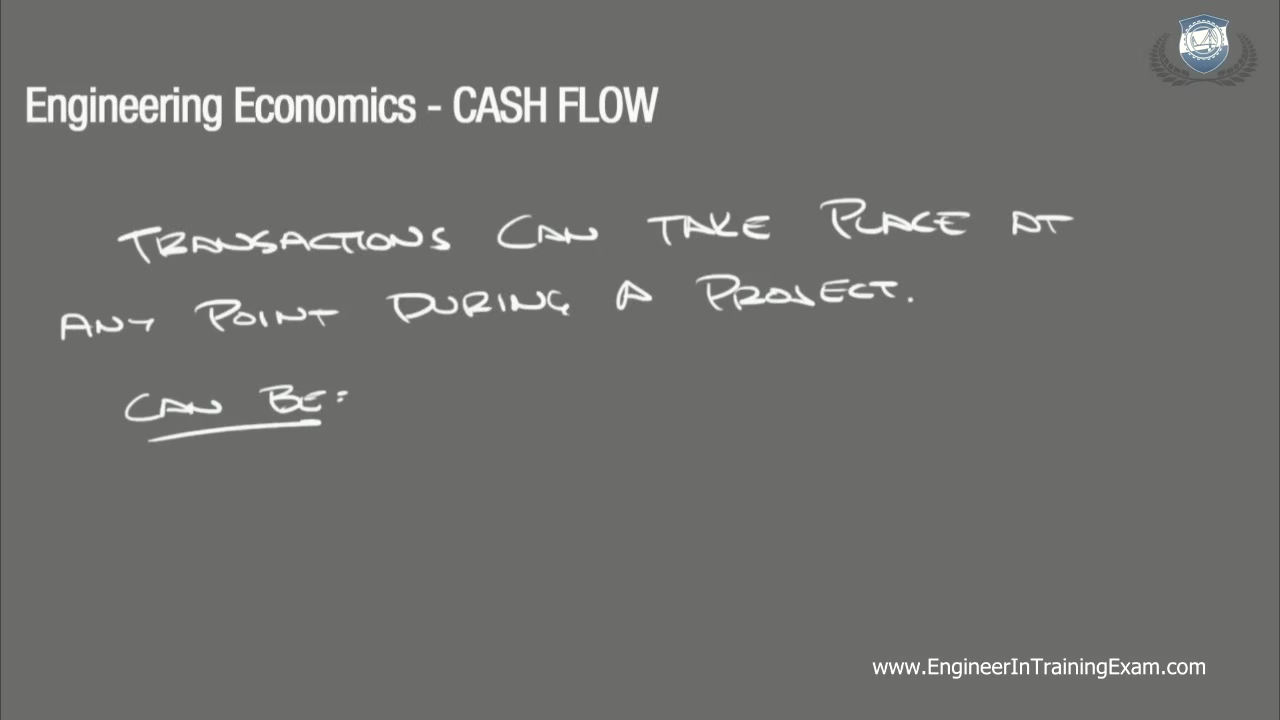 Engineering Economics - CASH FLOW
TRANSACTIONS CAN TAKE PLACE AT
ANY POINT DURING A PROJECT.
CAN BE:
www.EngineerInTrainingExam.com